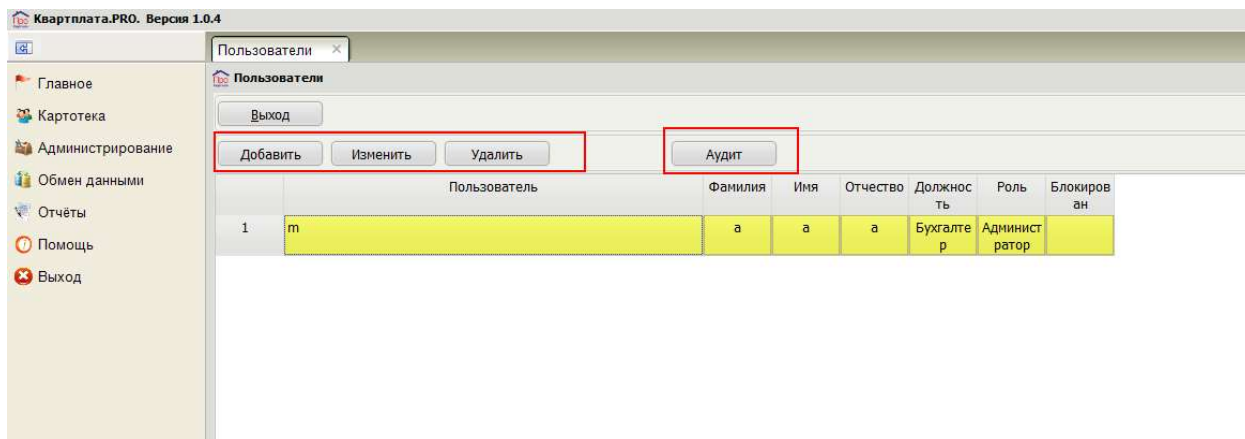 Квартплата.PRO. Версия 1.0.4
Пользователи
Главное
Картотека
Администрирование
Обмен данными
Отчёты
Помощь
Выход
Пользователи
Выход
Добавить Изменить Удалить Аудит
Пользователь Фамилия Имя Отчество Должнос Роль Блокиров
ть ан
1 m а а а Бухгалте Админист
р ратор